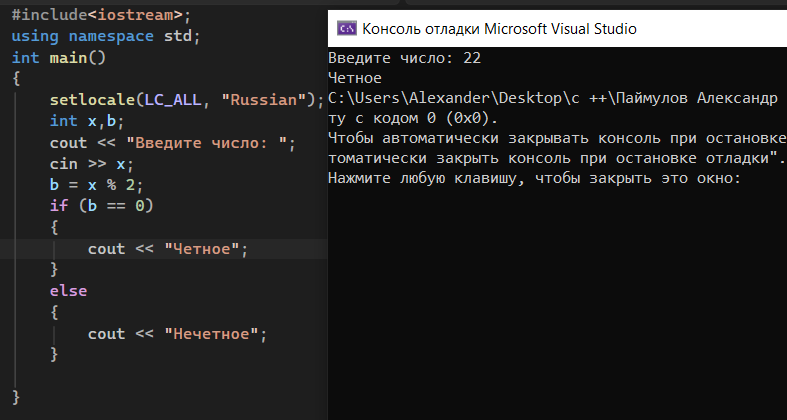 #include<iostream>;
using namespace std;
int main()
{
setlocale(LC_ALL, "Russian");
int x,b;
cout << "Введите число: ";
cin >> x;
b = x % 2;
if (b == 0)
{
cout << "Четное";
}
else
{
cout << "Нечетное";
}
}
Консоль отладки Microsoft Visual Studio
Введите число: 22
Четное
C:\Users\Alexander\Desktop\c ++\Паймулов Александр
ту с кодом 0 (0x0).
Чтобы автоматически закрывать консоль при остановке
томатически закрыть консоль при остановке отладки".
Нажмите любую клавишу, чтобы закрыть это окно: